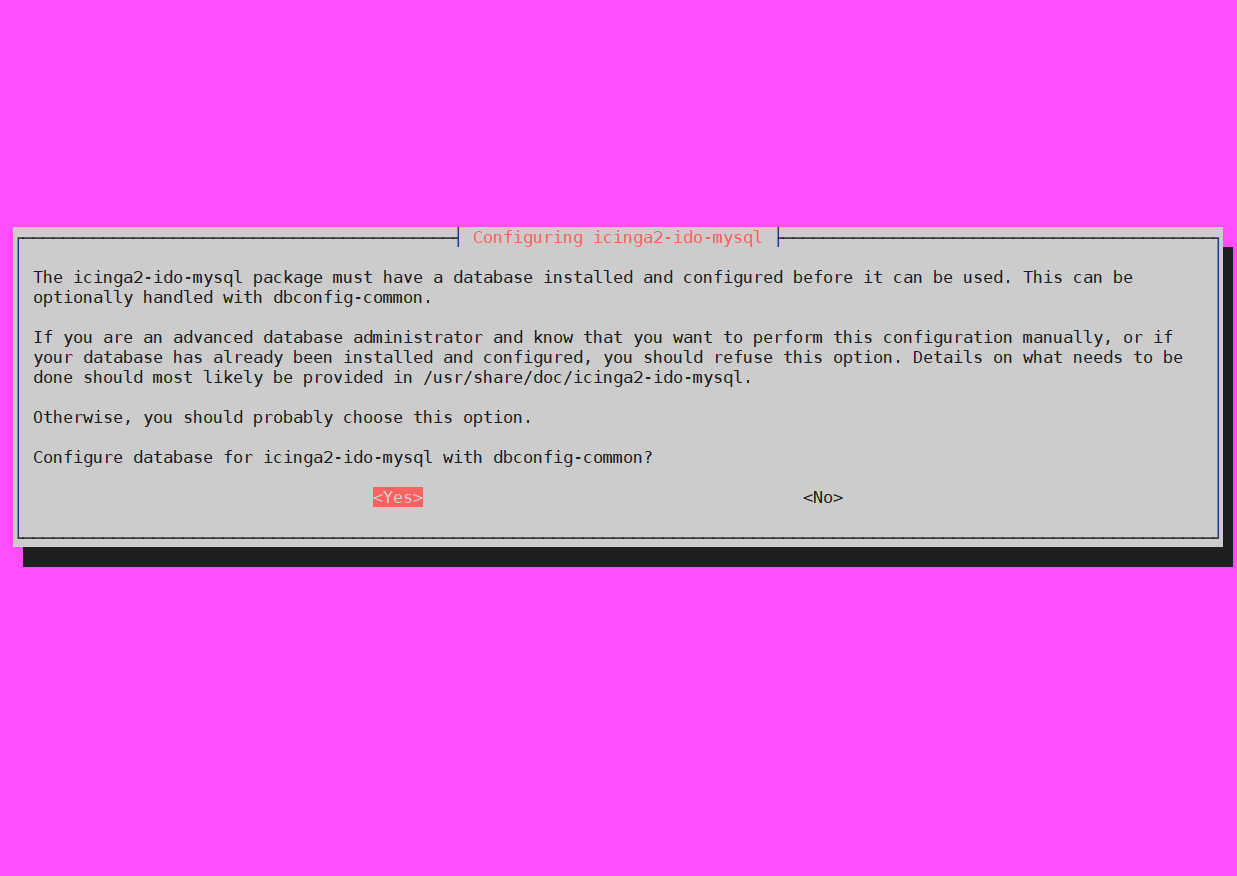 Configuring icinga2-ido-mysql
The icinga2-ido-mysql package must have a database installed and configured before it can be used. This can be
optionally handled with dbconfig-common.
If you are an advanced database administrator and know that you want to perform this configuration manually, or if
your database has already been installed and configured, you should refuse this option. Details on what needs to be
done should most likely be provided in /usr/share/doc/icinga2-ido-mysql.
Otherwise, you should probably choose this option.
Configure database for icinga2-ido-mysql with dbconfig-common?
<Yes> <No>